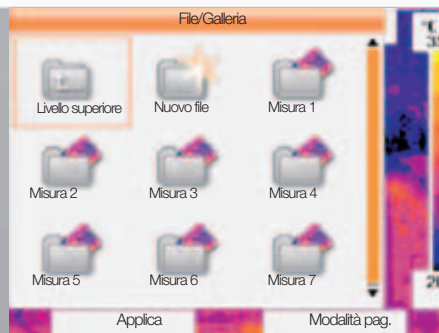 File/Galleria
°C
Livello superiore
Nuovo file
Misura 1
Misura 2
Misura 3
Misura 4
Misura 5
Misura 6
Misura 7
Applica
Modalità pag.